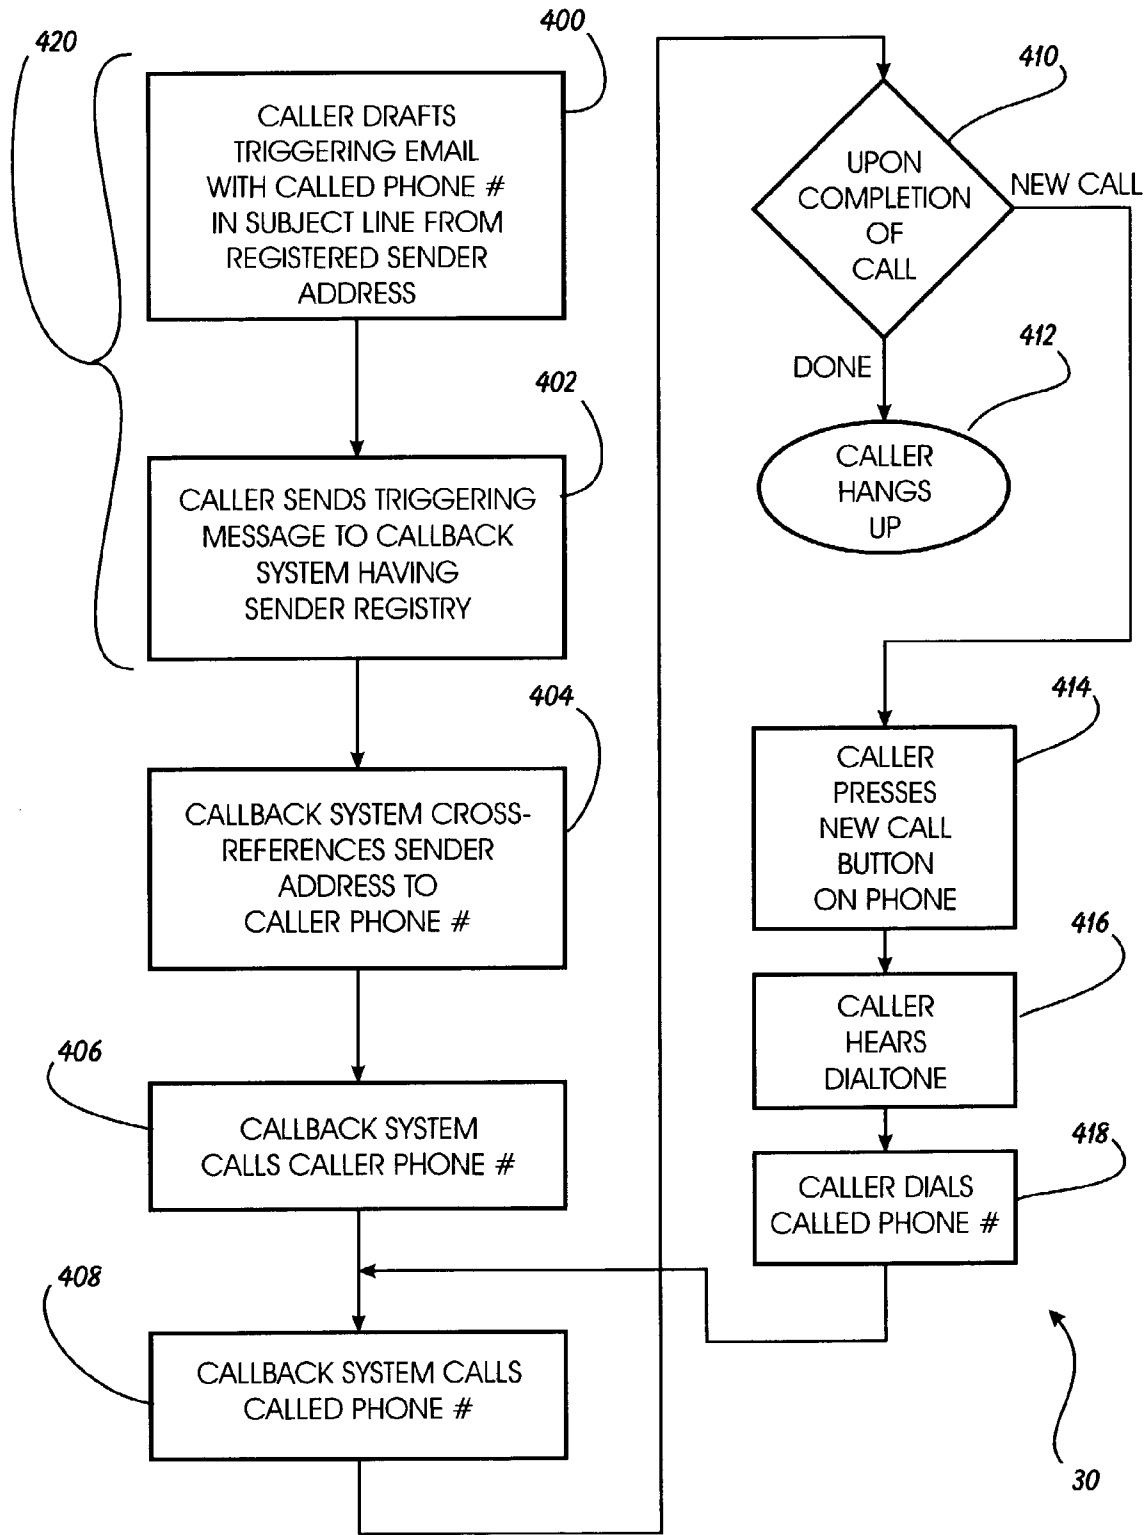 420
400
CALLER DRAFTS
TRIGGERING EMAIL
WITH CALLED PHONE #
IN SUBJECT LINE FROM
REGISTERED SENDER
ADDRESS
402
CALLER SENDS TRIGGERING
MESSAGE TO CALLBACK
SYSTEM HAVING
SENDER REGISTRY
404
CALLBACK SYSTEM CROSS-
REFERENCES SENDER
ADDRESS TO
CALLER PHONE #
406
CALLBACK SYSTEM
CALLS CALLER PHONE #
408
CALLBACK SYSTEM CALLS
CALLED PHONE #
410
UPON
COMPLETION
OF
CALL
NEW CALL
DONE
412
CALLER
HANGS
UP
414
CALLER
PRESSES
NEW CALL
BUTTON
ON PHONE
416
CALLER
HEARS
DIALTONE
418
CALLER DIALS
CALLED PHONE #
30